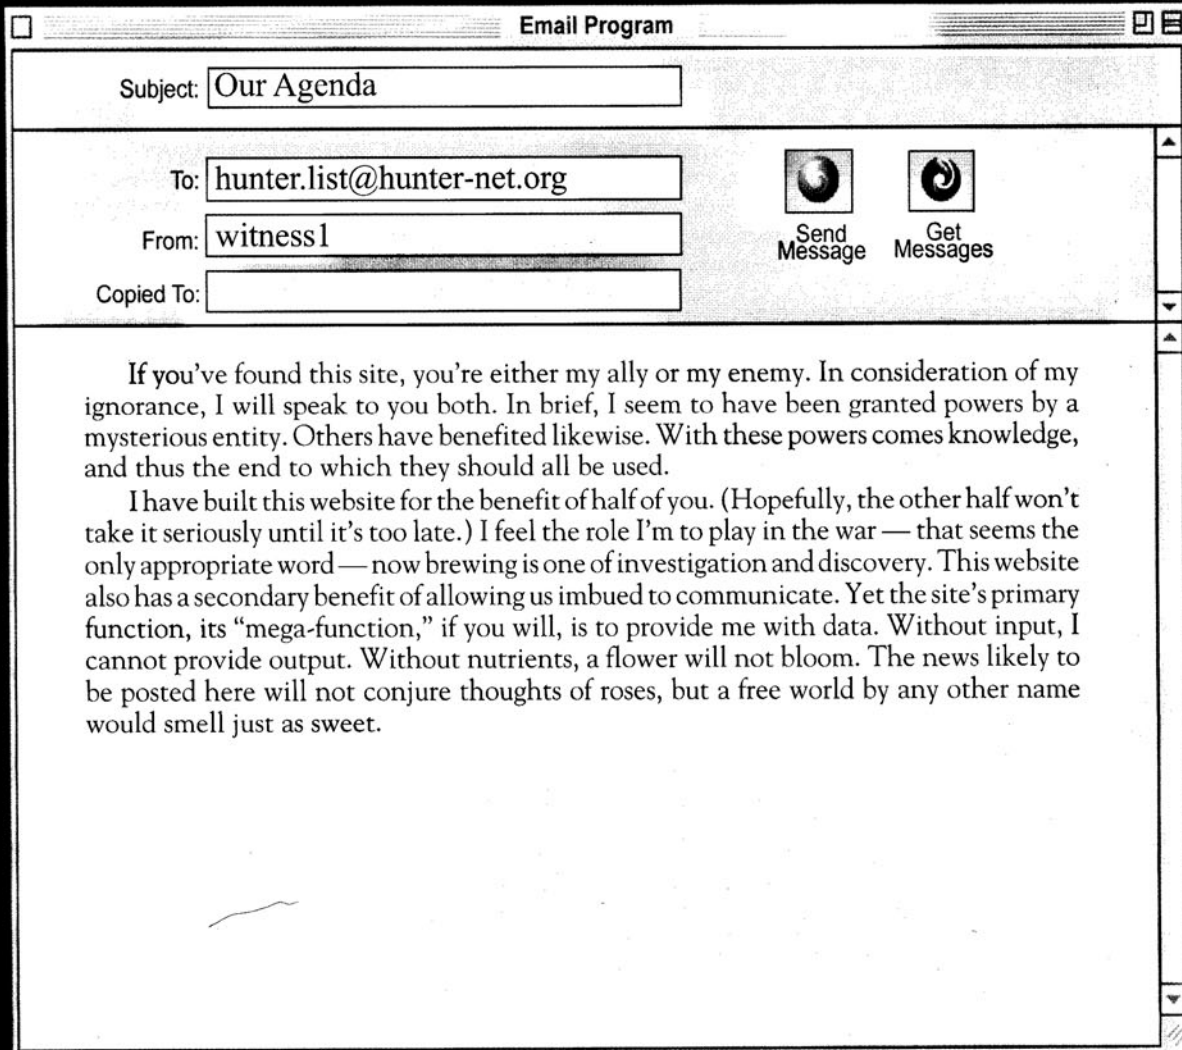 Email Program
Subject: Our Agenda
To: hunter.list@hunter-net.org
From: witness1
Copied To:
Send Message
Get Messages
If you've found this site, you're either my ally or my enemy. In consideration of my
ignorance, I will speak to you both. In brief, I seem to have been granted powers by a
mysterious entity. Others have benefited likewise. With these powers comes knowledge,
and thus the end to which they should all be used.
I have built this website for the benefit of half of you. (Hopefully, the other half won't
take it seriously until it's too late.) I feel the role I'm to play in the war — that seems the
only appropriate word — now brewing is one of investigation and discovery. This website
also has a secondary benefit of allowing us imbued to communicate. Yet the site's primary
function, its "mega-function," if you will, is to provide me with data. Without input, I
cannot provide output. Without nutrients, a flower will not bloom. The news likely to
be posted here will not conjure thoughts of roses, but a free world by any other name
would smell just as sweet.